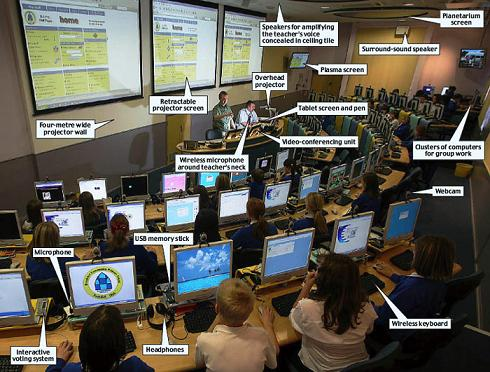 Speakers for amplifying
the teacher's voice
concealed in ceiling tile
Planetarium
screen
Surround-sound speaker
Plasma screen
Overhead
projector
home
Retractable
projector screen
Tablet screen and pen
Four-metre wide
projector wall
Video-conferencing unit
Wireless microphone
around teacher's neck
Clusters of computers
for group work
Webcam
USB memory stick
Microphone
Wireless keyboard
Interactive
voting system
Headphones